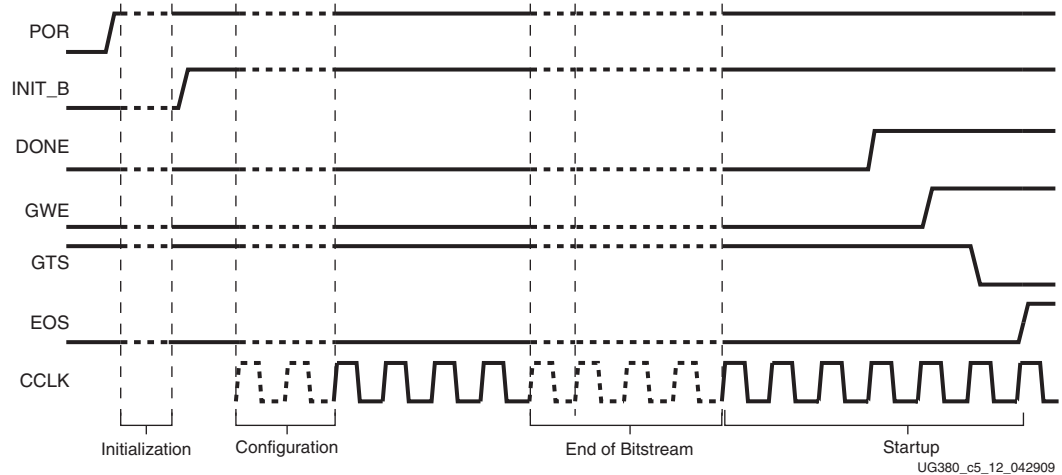 POR
INIT_B
DONE
GWE
GTS
EOS
CCLK
Initialization
Configuration
End of Bitstream
Startup
UG380_c5_12_042909